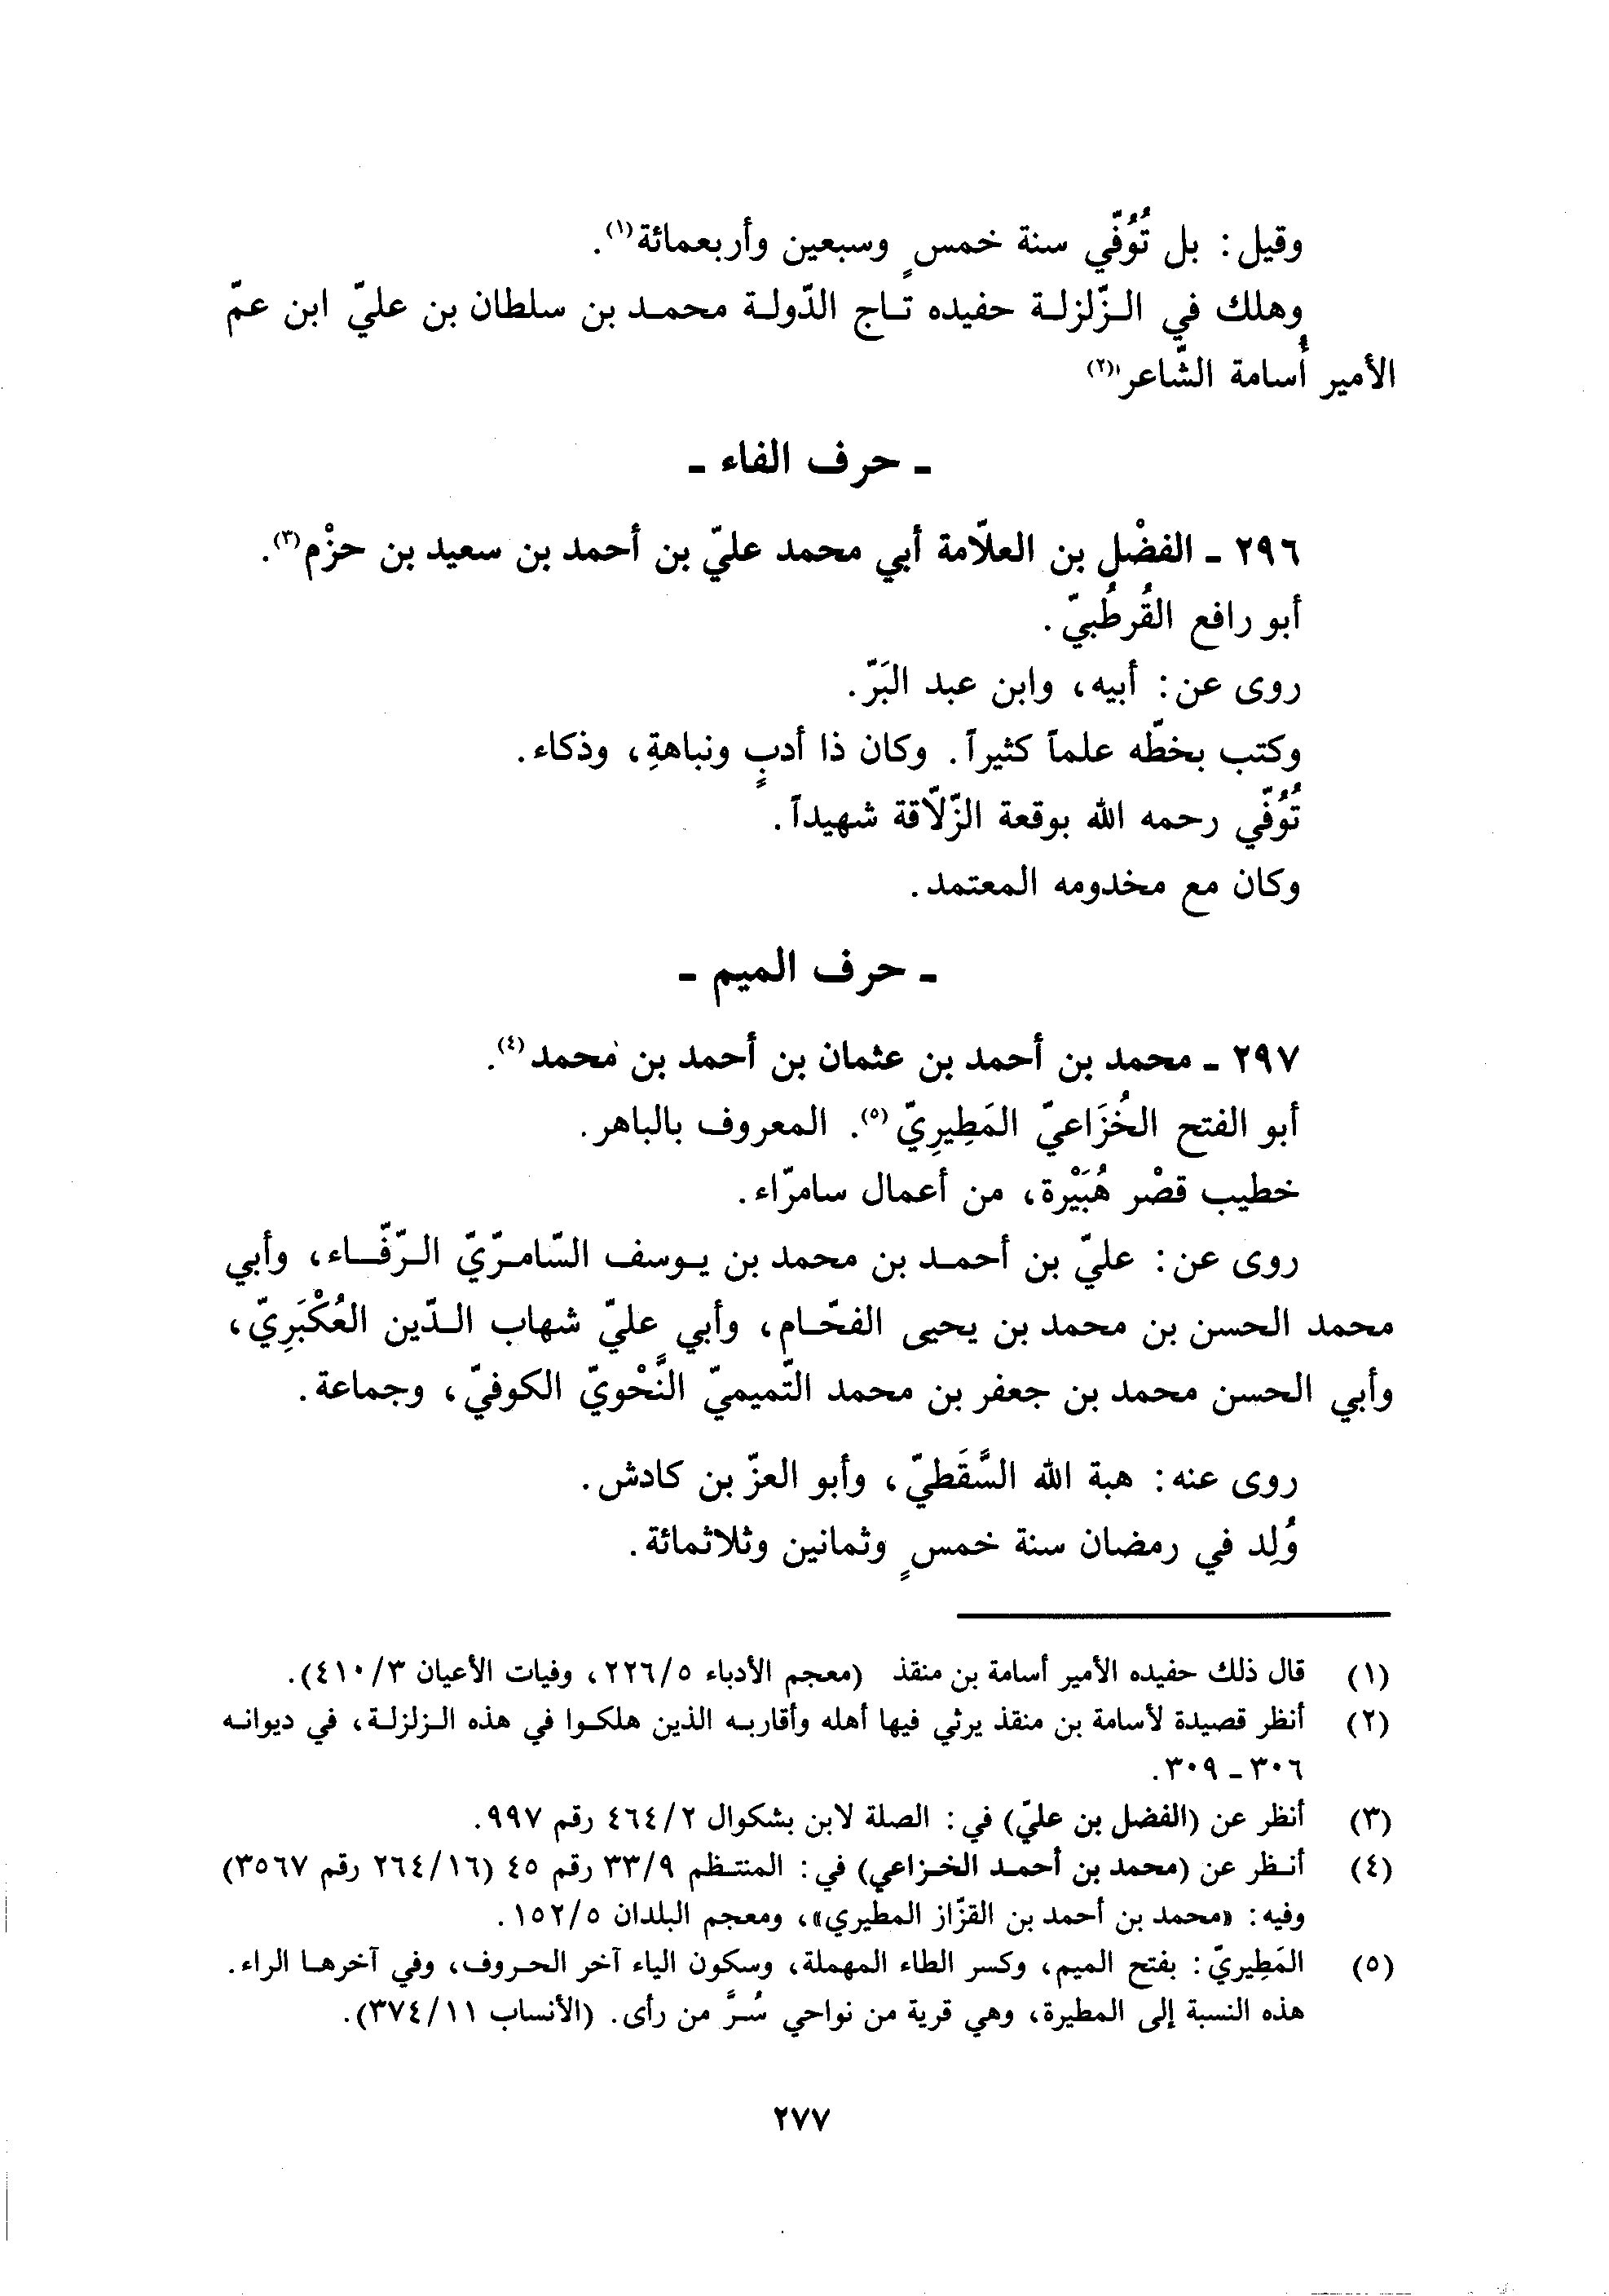 وقيل: بل تُوُفّي سنة خمسٍ وسبعين وأربعمائة(١).
وهلك في الزّلزلة حفيده تاج الدّولة محمد بن سلطان بن عليّ ابن عمّ
الأمير أُسامة الشّاعر(٢)
ـ حرف الفاء ـ
٢٩٦ ـ الفضْل بن العلّامة أبي محمد عليّ بن أحمد بن سعيد بن حزْم(٣).
أبو رافع القُرطُبيّ.
روى عن: أبيه، وابن عبد البَرّ.
وكتب بخطّه علماً كثيراً. وكان ذا أدبٍ ونباهةِ، وذكاء.
تُوُفّي رحمه الله بوقعة الزّلّاقة شهيداً.
وكان مع مخدومه المعتمد.
ـ حرف الميم ـ
٢٩٧ ـ محمد بن أحمد بن عثمان بن أحمد بن محمد(٤).
أبو الفتح الخُزَاعيّ المَطِيرِيّ(٥). المعروف بالباهر.
خطيب قصْر هُبَيْرة، من أعمال سامرّاء.
روى عن: عليّ بن أحمد بن محمد بن يوسف السّامرّيّ الرّفّاء، وأبي
محمد الحسن بن محمد بن يحيى الفحّام، وأبي عليّ شهاب الدّين العُكْبَرِيّ،
وأبي الحسن محمد بن جعفر بن محمد التّميميّ النَّحْويّ الكوفيّ، وجماعة.
روى عنه: هبة الله السَّقَطيّ، وأبو العزّ بن كادش.
وُلِد في رمضان سنة خمسٍ وثمانين وثلاثمائة.
(١) قال ذلك حفيده الأمير أسامة بن منقذ (معجم الأدباء ٢٢٦/٥، وفيات الأعيان ٤١٠/٣).
(٢) أنظر قصيدة لأسامة بن منقذ يرثي فيها أهله وأقاربه الذين هلكوا في هذه الزلزلة، في ديوانه
٣٠٦ ـ ٣٠٩.
(٣) أنظر عن (الفضل بن عليّ) في: الصلة لابن بشكوال ٤٦٤/٢ رقم ٩٩٧.
(٤) أنظر عن (محمد بن أحمد الخزاعي) في: المنتظم ٣٣/٩ رقم ٤٥ (٢٦٤/١٦ رقم ٣٥٦٧)
وفيه: «محمد بن أحمد بن القزّاز المطيري»، ومعجم البلدان ١٥٢/٥.
(٥) المَطِيريّ: بفتح الميم، وكسر الطاء المهملة، وسكون الياء آخر الحروف، وفي آخرها الراء.
هذه النسبة إلى المطيرة، وهي قرية من نواحي سُرَّ من رأى. (الأنساب ٣٧٤/١١).
٢٧٧